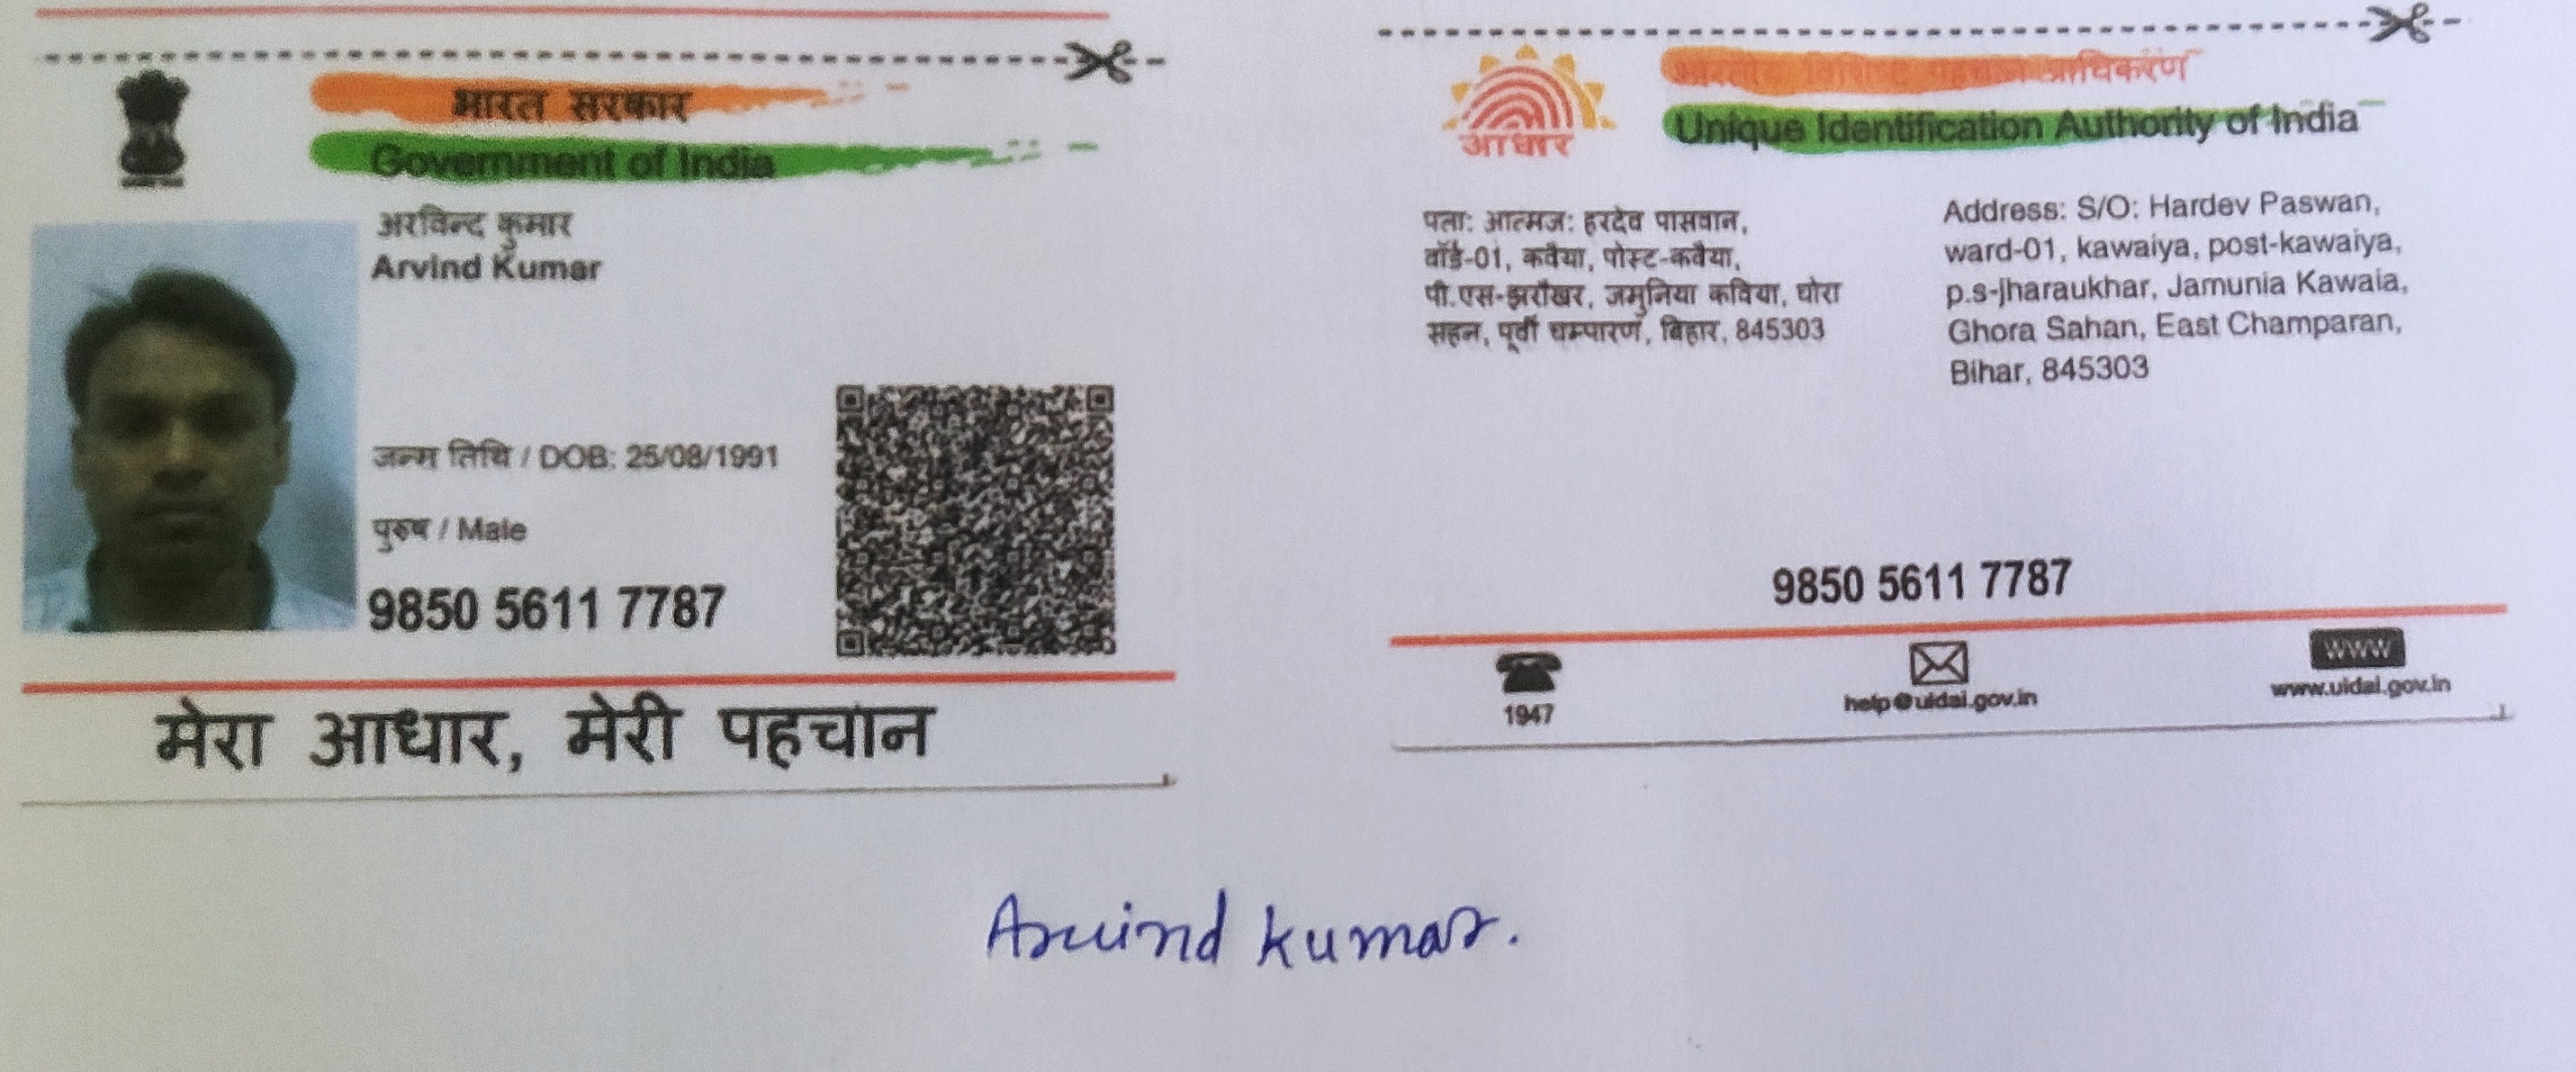 भारत सरकार
Government of India
अरविन्द कुमार
Arvind Kumar
जन्म तिथि / DOB: 25/08/1991
पुरुष / Male
9850 5611 7787
मेरा आधार, मेरी पहचान
भारतीय विशिष्ट पहचान प्राधिकरण
Unique Identification Authority of India
आधार
पता: आत्मज: हरदेव पासवान,
वॉर्ड-01, कवैया, पोस्ट-कवैया,
पी.एस-झरौखर, जमुनिया कविया, घोरा
सहन, पूर्वी चम्पारण, बिहार, 845303
Address: S/O: Hardev Paswan,
ward-01, kawaiya, post-kawaiya,
p.s-jharaukhar, Jamunia Kawaia,
Ghora Sahan, East Champaran,
Bihar, 845303
9850 5611 7787
1947
help@uidai.gov.in
WWW
www.uidai.gov.in
Arvind kumar.